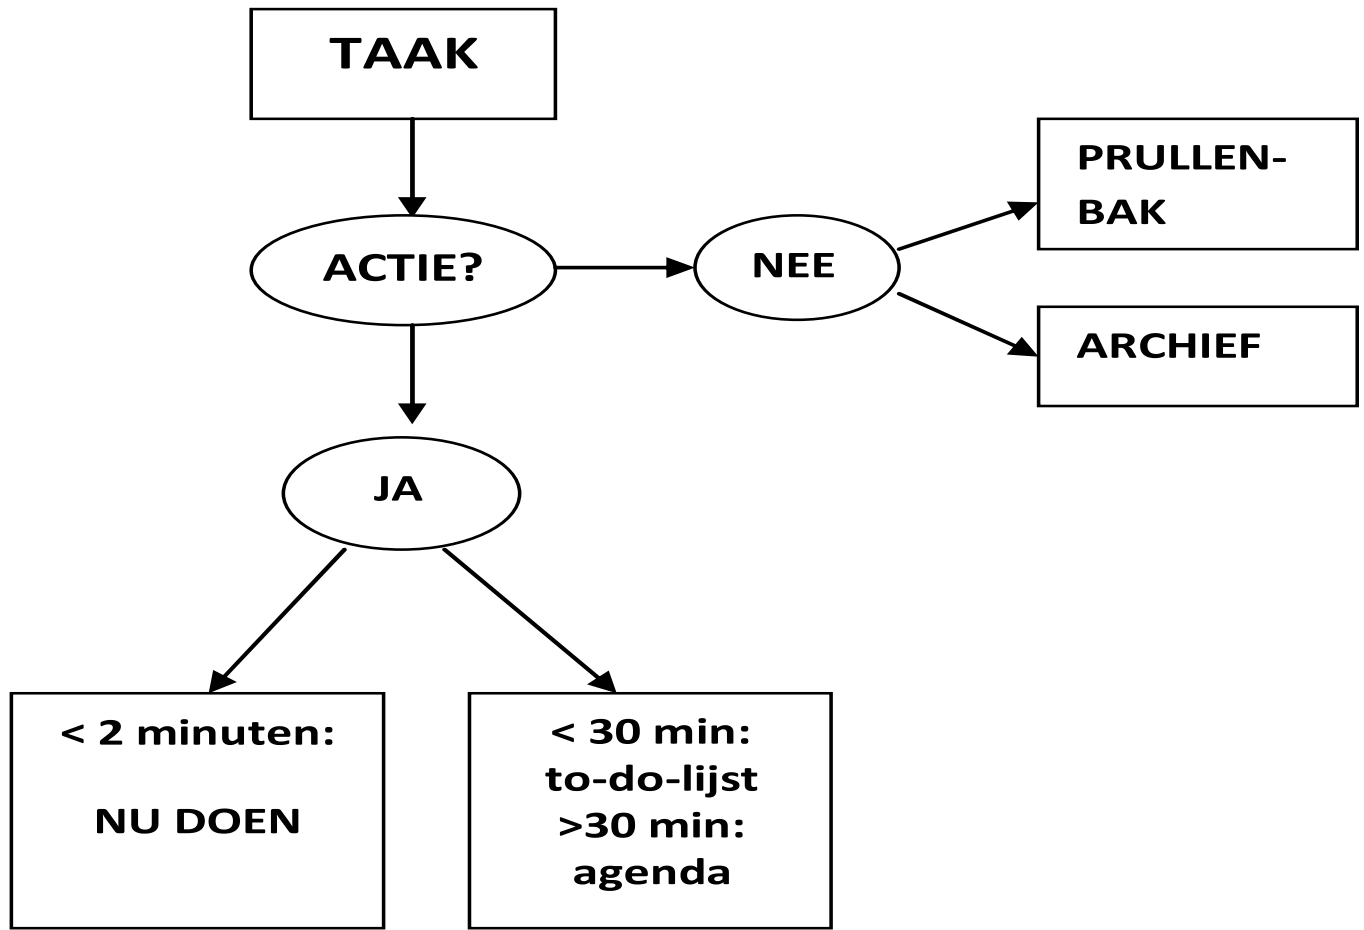 TAAK
ACTIE?
NEE
PRULLEN-
BAK
ARCHIEF
JA
< 2 minuten:
NU DOEN
< 30 min:
to-do-lijst
>30 min:
agenda